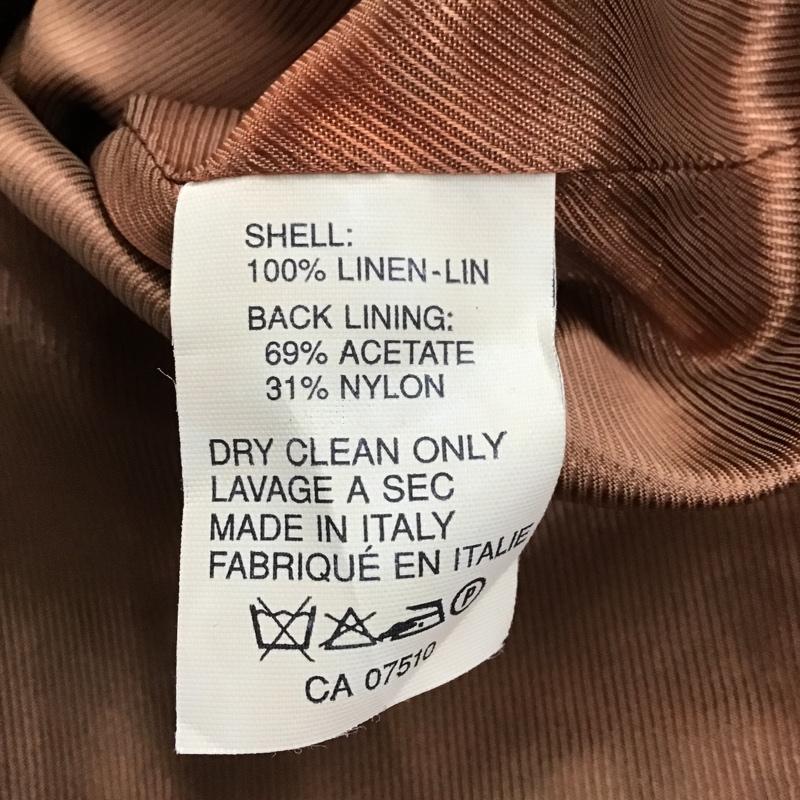 SHELL:
100% LINEN-LIN
BACK LINING:
69% ACETATE
31% NYLON
DRY CLEAN ONLY
LAVAGE A SEC
MADE IN ITALY
FABRIQUÉ EN ITALIE
P
CA 07510